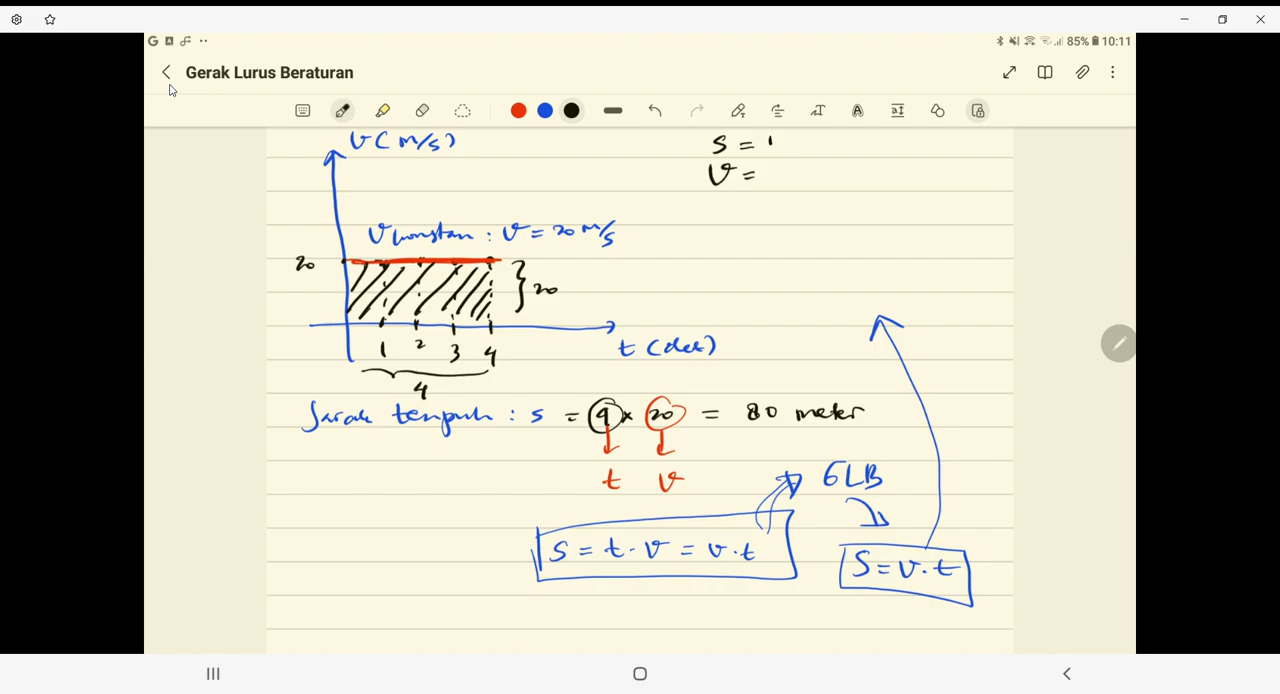 85% 10:11
Gerak Lurus Beraturan
v (m/s)
s =
v =
v konstan : v = 20 m/s
20
} 20
1 2 3 4
t (det)
4
Jarak tempuh : s = 4 x 20 = 80 meter
t v
GLB
S = t . v = v . t
S = v . t